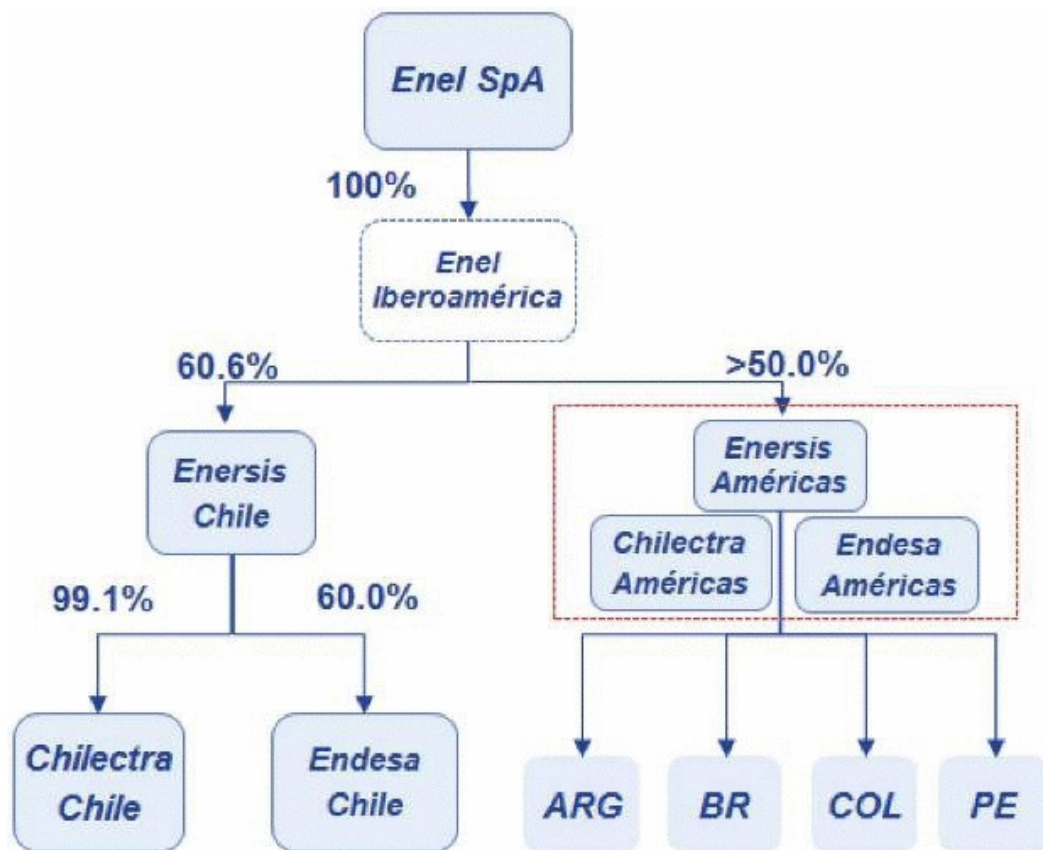 Enel SpA
100%
Enel
Iberoamérica
60.6%
>50.0%
Enersis
Chile
Enersis
Américas
Chilectra
Américas
Endesa
Américas
99.1%
60.0%
Chilectra
Chile
Endesa
Chile
ARG
BR
COL
PE